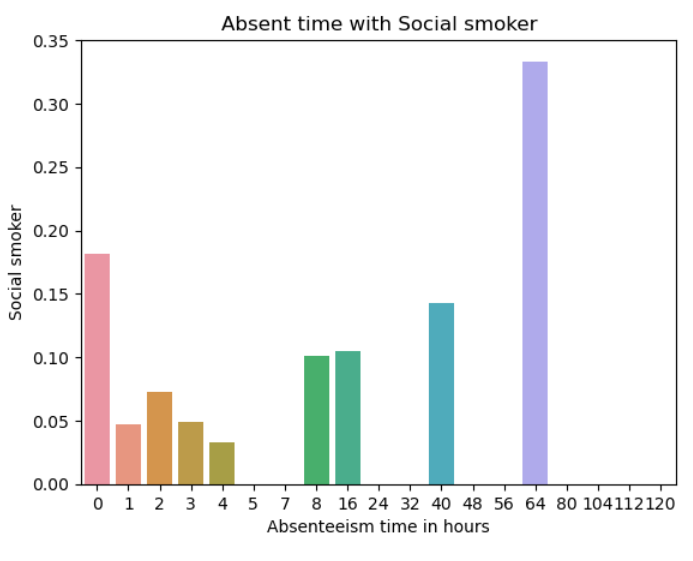 Absent time with Social smoker
0.35
0.30
0.25
0.20
0.15
0.10
0.05
0.00
Social smoker
0 1 2 3 4 5 7 8 16 24 32 40 48 56 64 80 104 112 120
Absenteeism time in hours